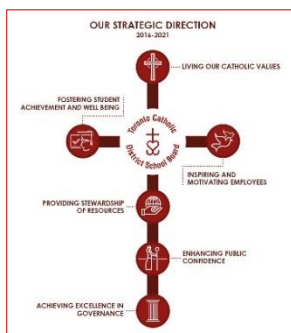 OUR STRATEGIC DIRECTION
2016-2021
LIVING OUR CATHOLIC VALUES
FOSTERING STUDENT
ACHIEVEMENT AND WELL BEING
Toronto Catholic
District School Board
INSPIRING AND
MOTIVATING EMPLOYEES
PROVIDING STEWARDSHIP
OF RESOURCES
ENHANCING PUBLIC
CONFIDENCE
ACHIEVING EXCELLENCE IN
GOVERNANCE